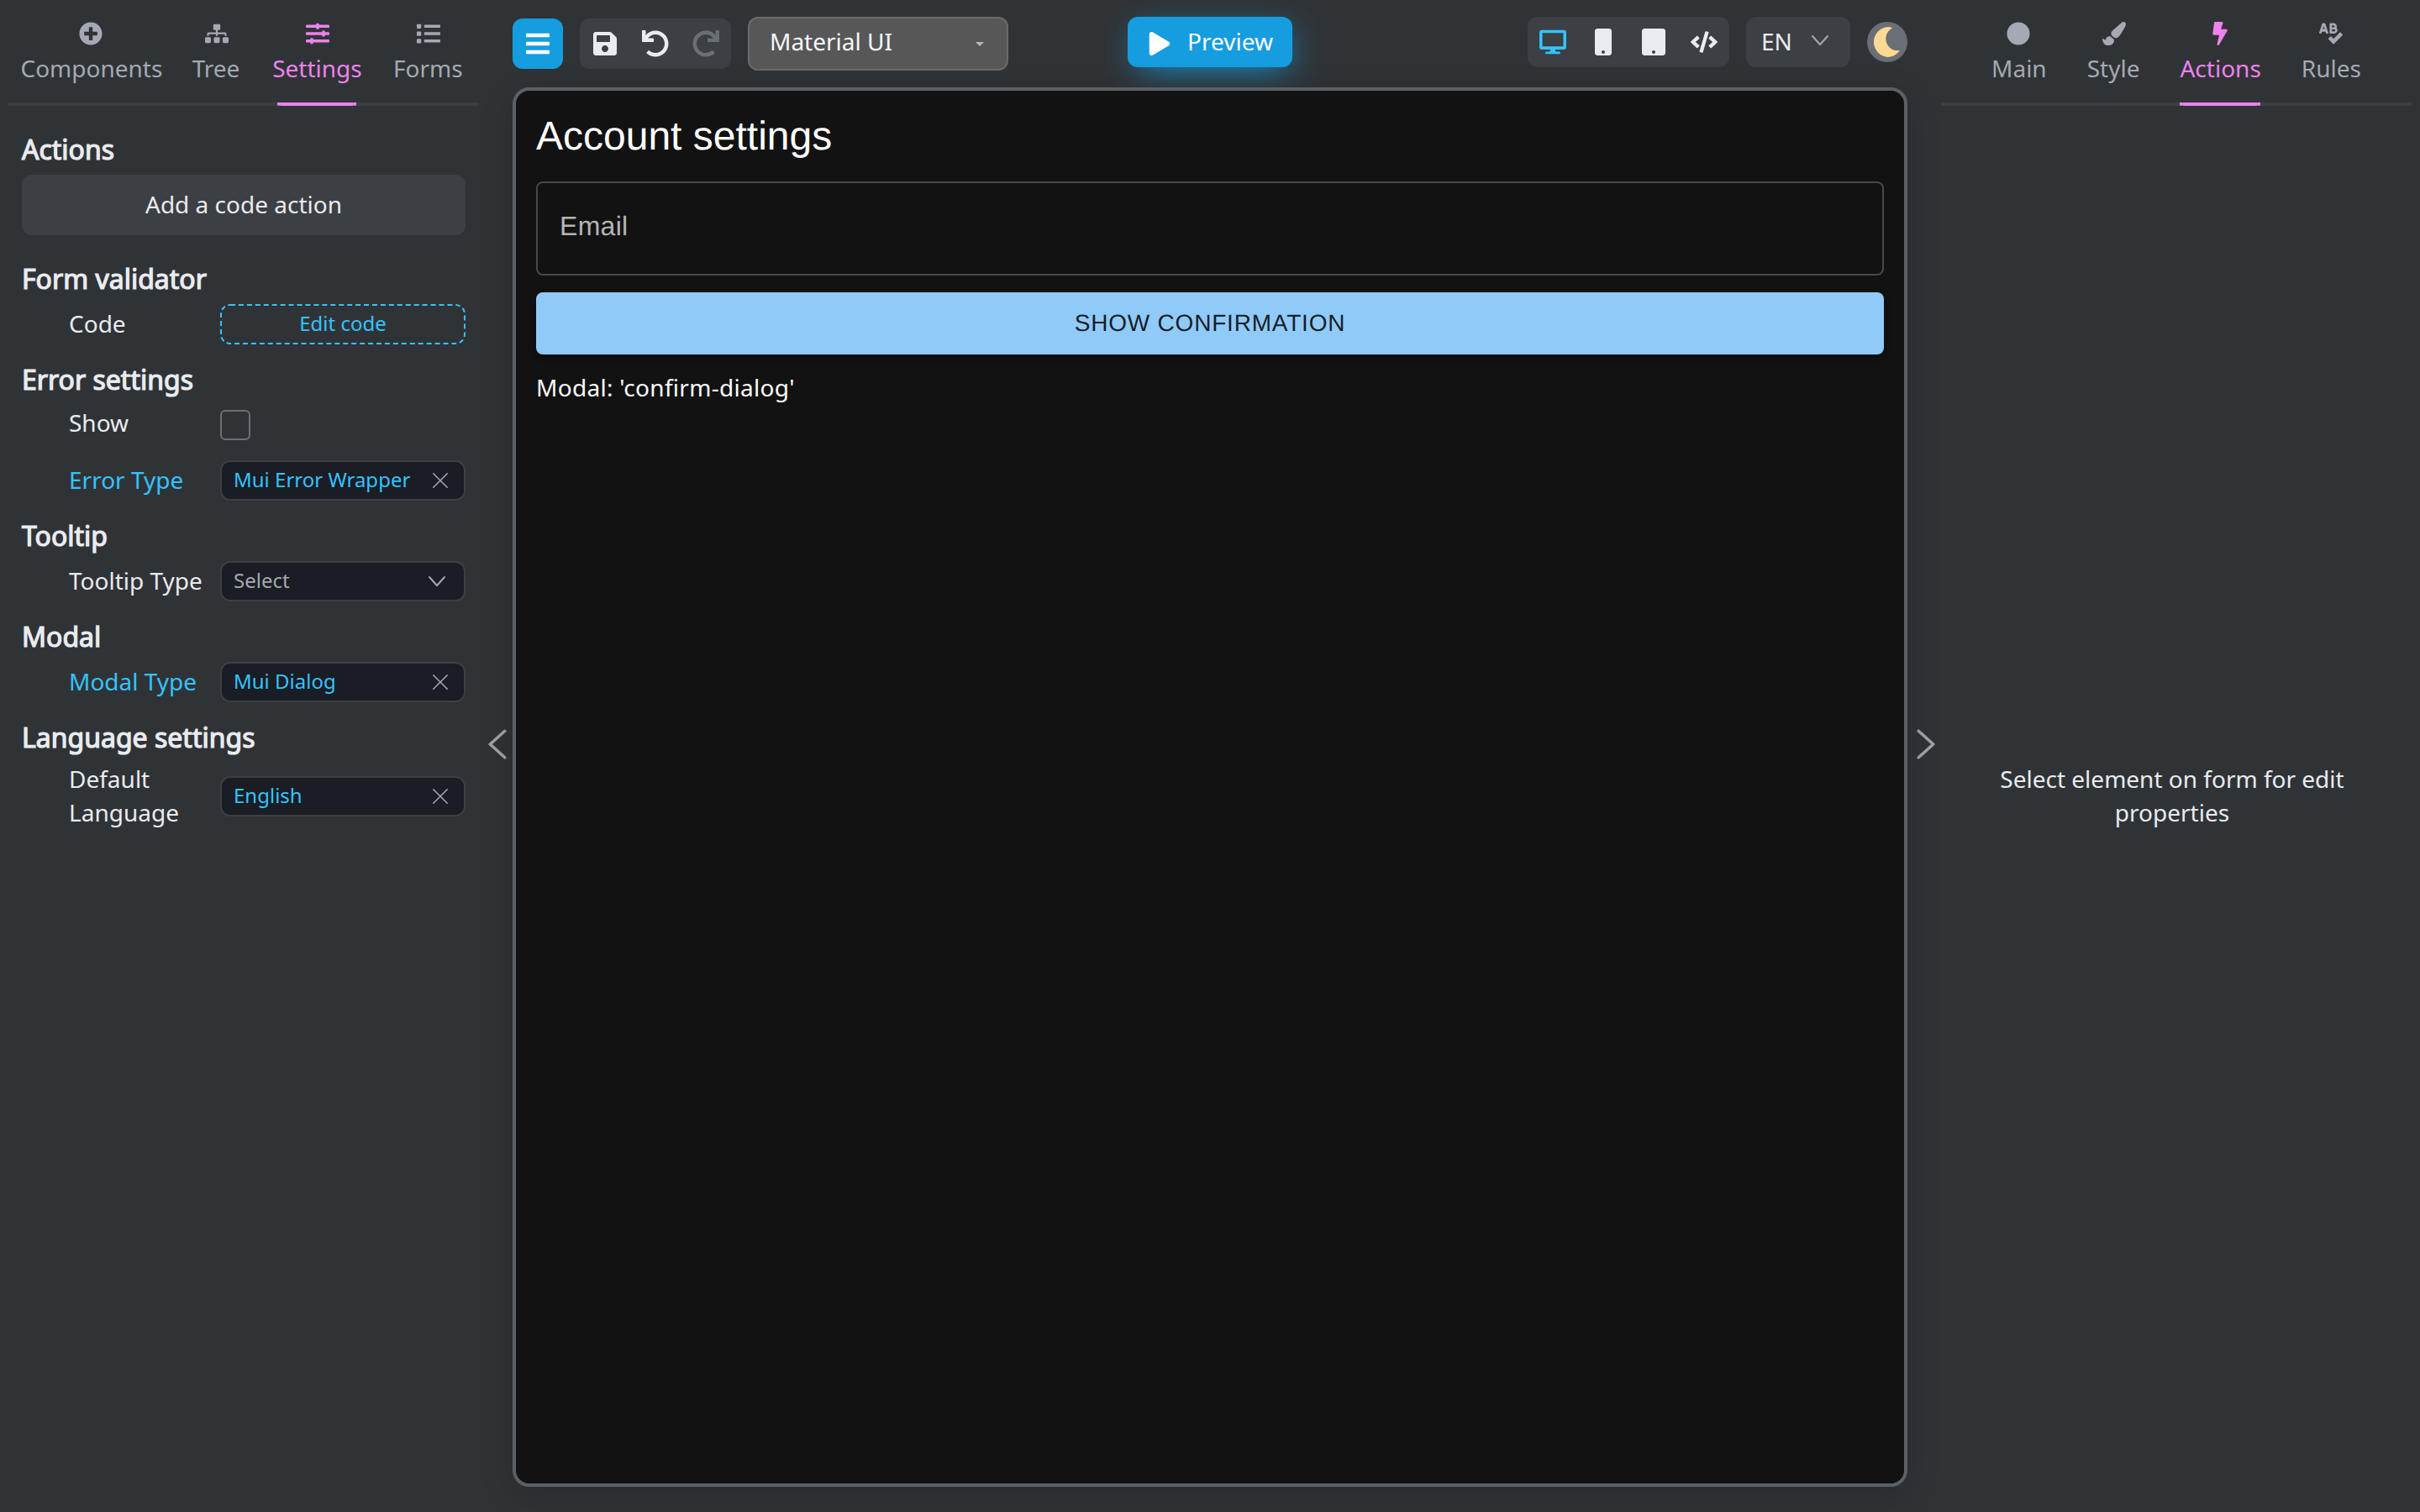 Components
Tree
Settings
Forms
Material UI
Preview
EN
Main
Style
Actions
AB
Rules
Actions
Add a code action
Form validator
Code
Edit code
Error settings
Show
Error Type
Mui Error Wrapper
Tooltip
Tooltip Type
Select
Modal
Modal Type
Mui Dialog
Language settings
Default
Language
English
Account settings
Email
SHOW CONFIRMATION
Modal: 'confirm-dialog'
Select element on form for edit
properties